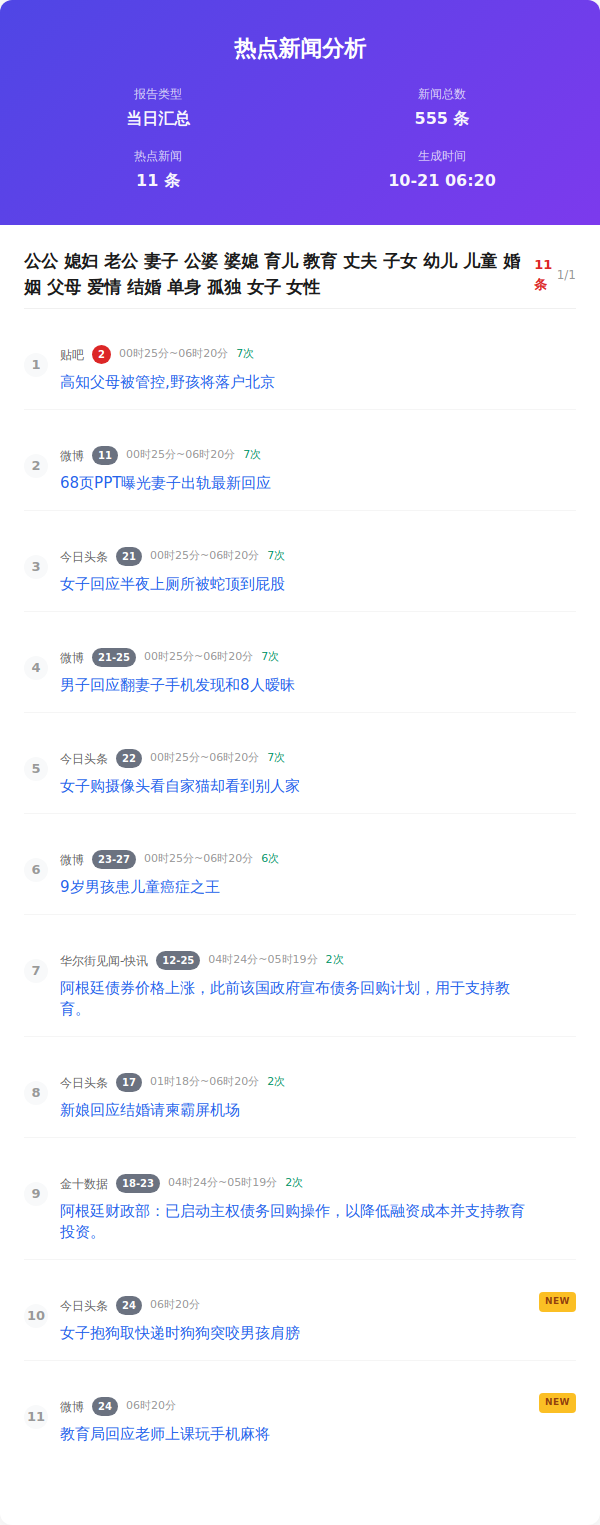 热点新闻分析
报告类型
新闻总数
当日汇总
555 条
热点新闻
生成时间
11 条
10-21 06:20
公公 媳妇 老公 妻子 公婆 婆媳 育儿 教育 丈夫 子女 幼儿 儿童 婚
姻 父母 爱情 结婚 单身 孤独 女子 女性
11
条
1/1
1
贴吧 2 00时25分~06时20分 7次
高知父母被管控,野孩将落户北京
2
微博 11 00时25分~06时20分 7次
68页PPT曝光妻子出轨最新回应
3
今日头条 21 00时25分~06时20分 7次
女子回应半夜上厕所被蛇顶到屁股
4
微博 21-25 00时25分~06时20分 7次
男子回应翻妻子手机发现和8人暧昧
5
今日头条 22 00时25分~06时20分 7次
女子购摄像头看自家猫却看到别人家
6
微博 23-27 00时25分~06时20分 6次
9岁男孩患儿童癌症之王
7
华尔街见闻-快讯 12-25 04时24分~05时19分 2次
阿根廷债券价格上涨，此前该国政府宣布债务回购计划，用于支持教
育。
8
今日头条 17 01时18分~06时20分 2次
新娘回应结婚请柬霸屏机场
9
金十数据 18-23 04时24分~05时19分 2次
阿根廷财政部：已启动主权债务回购操作，以降低融资成本并支持教育
投资。
10
今日头条 24 06时20分 NEW
女子抱狗取快递时狗狗突咬男孩肩膀
11
微博 24 06时20分 NEW
教育局回应老师上课玩手机麻将